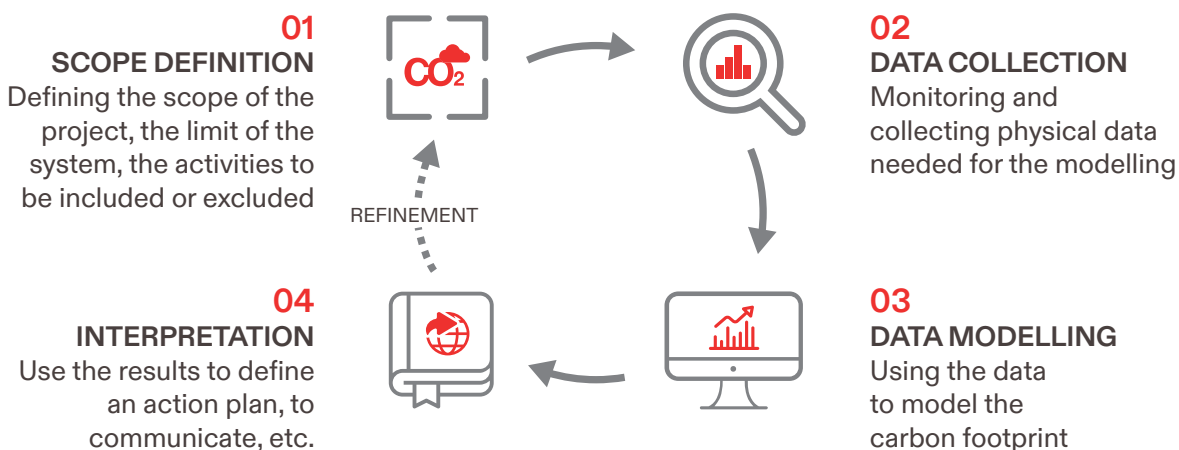 01
SCOPE DEFINITION
Defining the scope of the
project, the limit of the
system, the activities to
be included or excluded
CO2
02
DATA COLLECTION
Monitoring and
collecting physical data
needed for the modelling
REFINEMENT
03
DATA MODELLING
Using the data
to model the
carbon footprint
04
INTERPRETATION
Use the results to define
an action plan, to
communicate, etc.